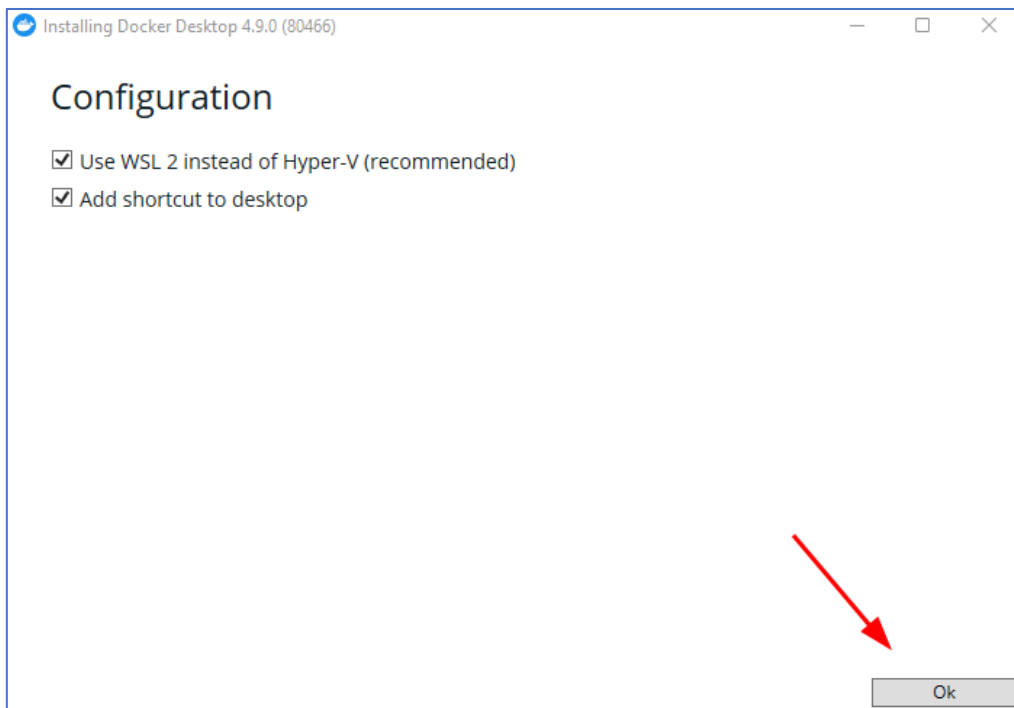 Installing Docker Desktop 4.9.0 (80466)
Configuration
Use WSL 2 instead of Hyper-V (recommended)
Add shortcut to desktop
Ok